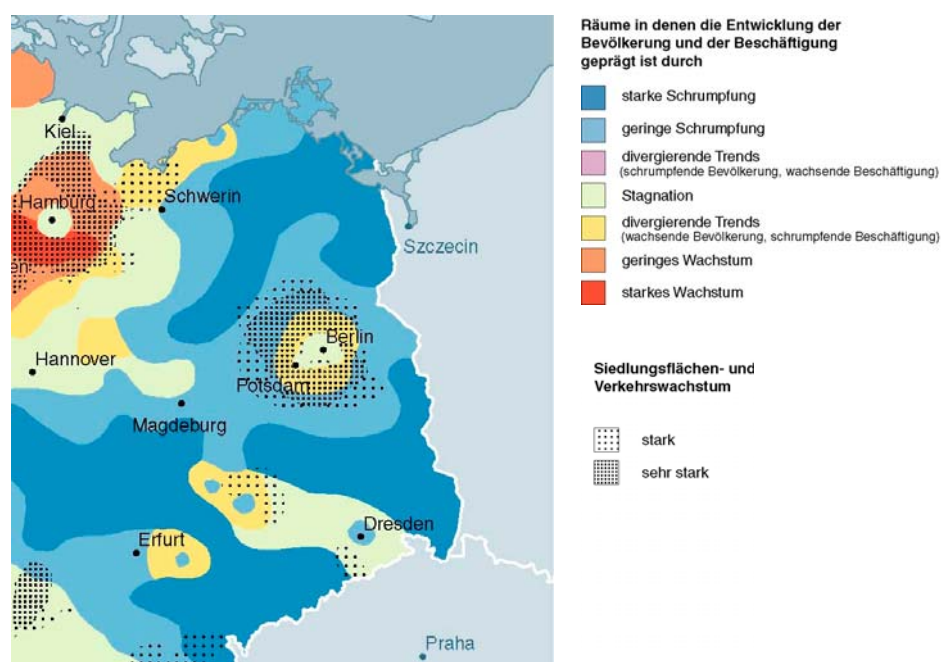 Räume in denen die Entwicklung der
Bevölkerung und der Beschäftigung
geprägt ist durch
starke Schrumpfung
geringe Schrumpfung
divergierende Trends
(schrumpfende Bevölkerung, wachsende Beschäftigung)
Stagnation
divergierende Trends
(wachsende Bevölkerung, schrumpfende Beschäftigung)
geringes Wachstum
starkes Wachstum
Siedlungsflächen- und
Verkehrswachstum
stark
sehr stark
Kiel
Hamburg
Schwerin
Szczecin
en
Hannover
Berlin
Potsdam
Magdeburg
Dresden
Erfurt
Praha